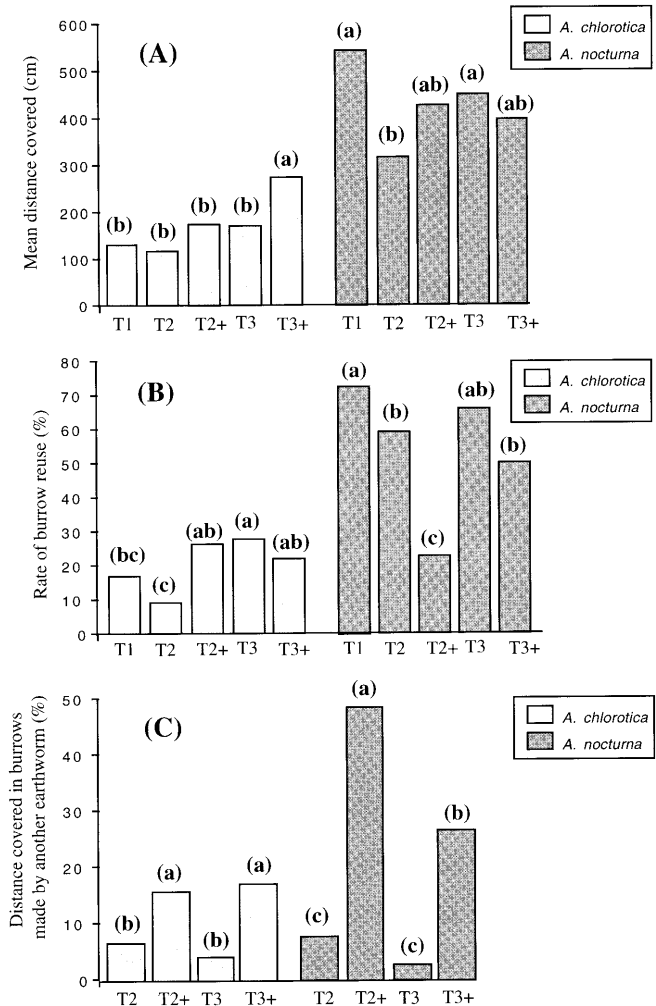 A. chlorotica
A. nocturna
(A)
Mean distance covered (cm)
600
500
400
300
200
100
0
(b)
(b)
(b)
(b)
(a)
(a)
(b)
(ab)
(a)
(ab)
T1 T2 T2+ T3 T3+ T1 T2 T2+ T3 T3+
A. chlorotica
A. nocturna
(B)
Rate of burrow reuse (%)
80
70
60
50
40
30
20
10
0
(bc)
(c)
(ab)
(a)
(ab)
(a)
(b)
(c)
(ab)
(b)
T1 T2 T2+ T3 T3+ T1 T2 T2+ T3 T3+
A. chlorotica
A. nocturna
(C)
Distance covered in burrows
made by another earthworm (%)
50
40
30
20
10
0
(b)
(a)
(b)
(a)
(c)
(a)
(c)
(b)
T2 T2+ T3 T3+ T2 T2+ T3 T3+